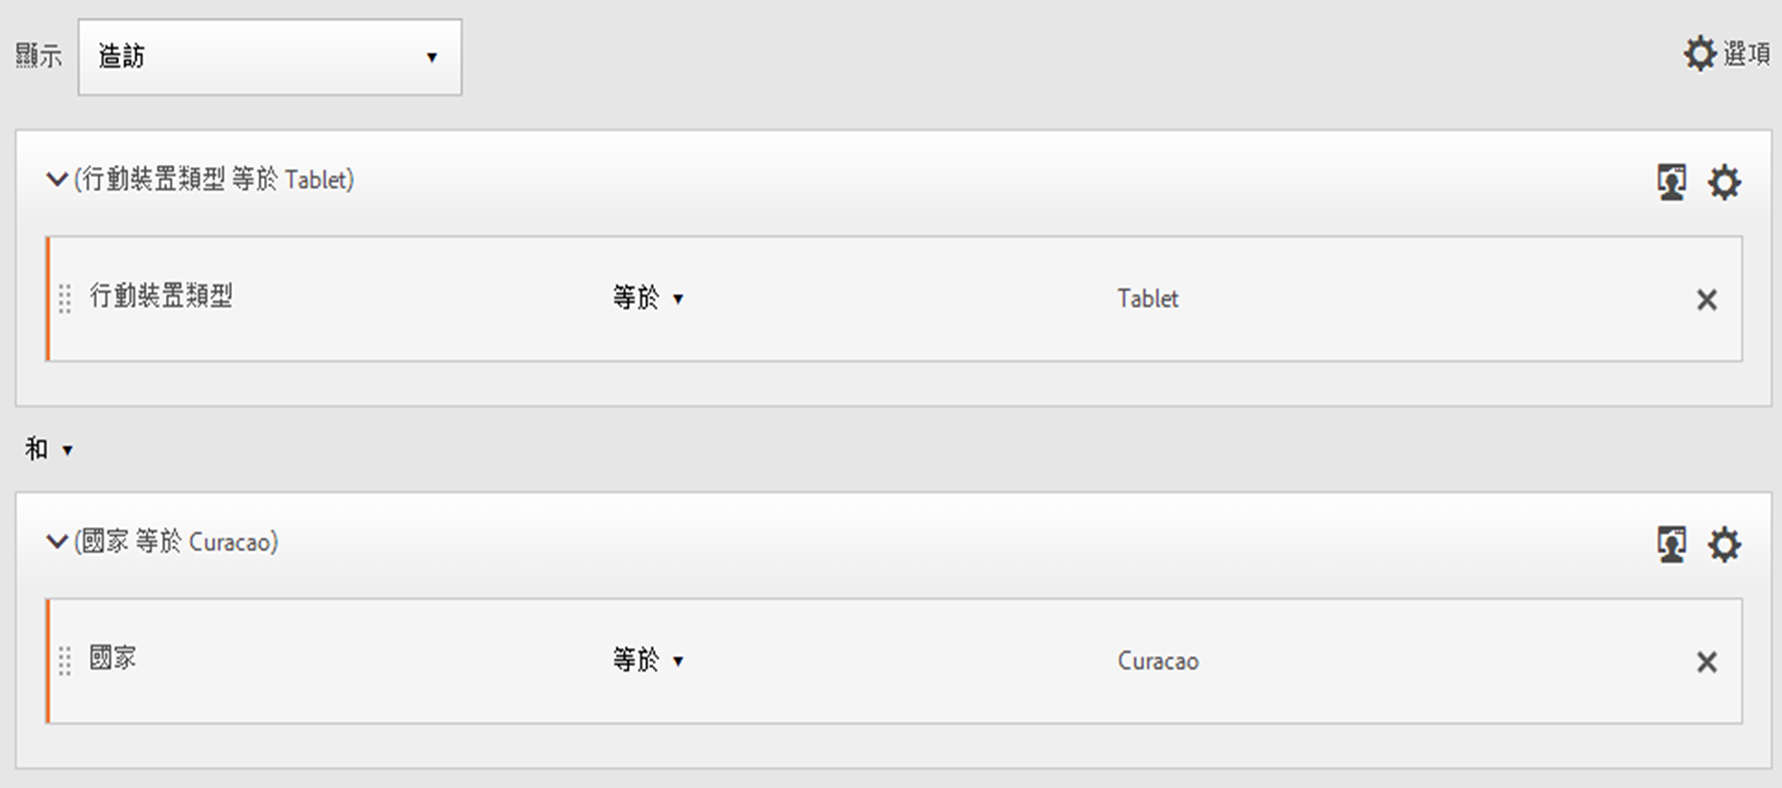 顯示 造訪 選項
(行動裝置類型 等於 Tablet)
行動裝置類型 等於 Tablet
和
(國家 等於 Curacao)
國家 等於 Curacao